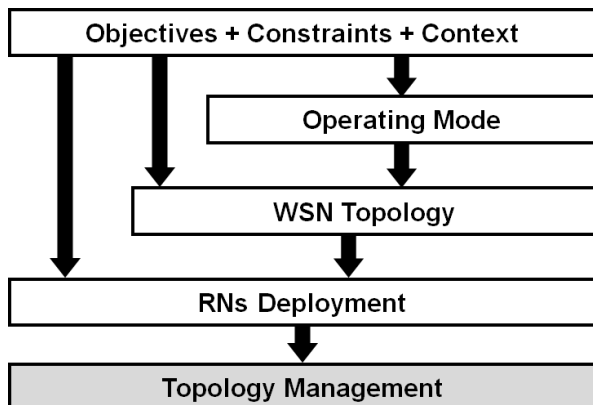 Objectives + Constraints + Context
Operating Mode
WSN Topology
RNs Deployment
Topology Management